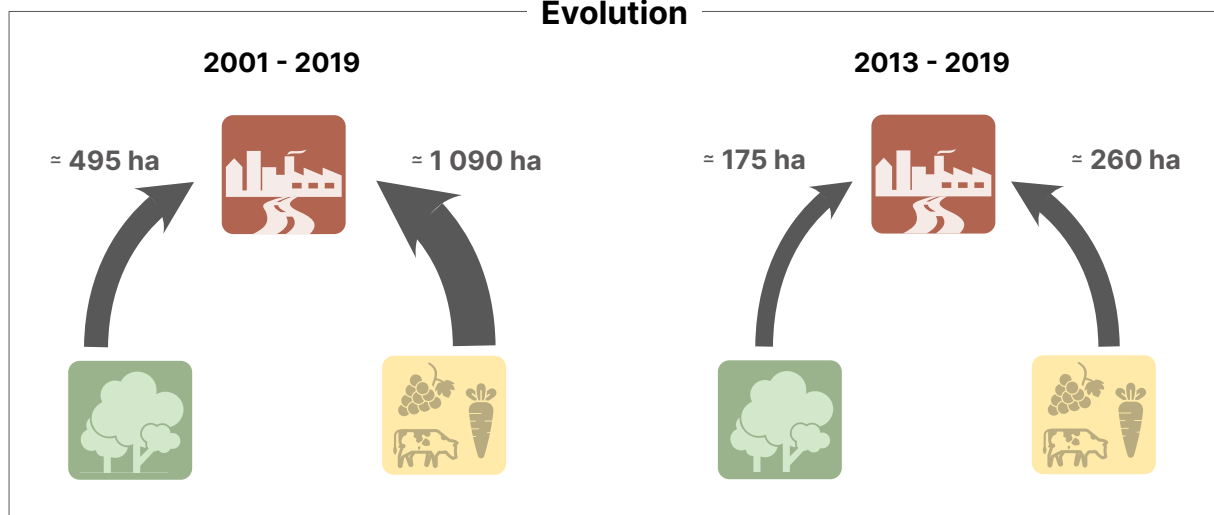 Evolution
2001 - 2019
2013 - 2019
≃ 495 ha
≃ 1 090 ha
≃ 175 ha
≃ 260 ha